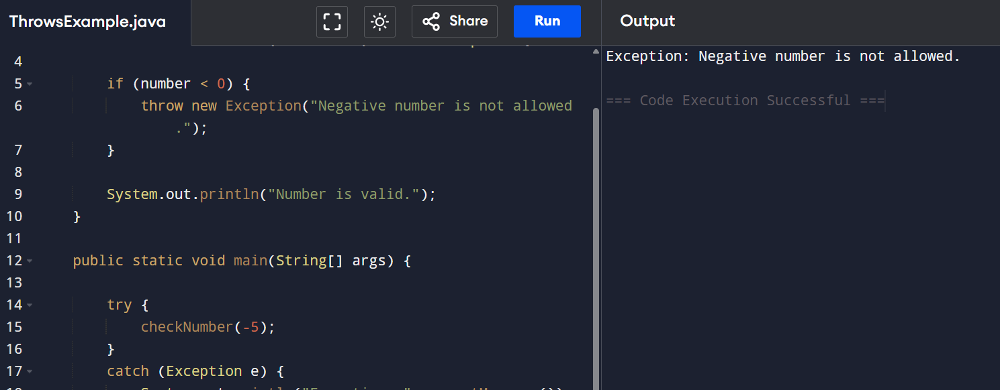 ThrowsExample.java
Share
Run
Output
4
5 if (number < 0) {
6 throw new Exception("Negative number is not allowed
.");
7 }
8
9 System.out.println("Number is valid.");
10 }
11
12 public static void main(String[] args) {
13
14 try {
15 checkNumber(-5);
16 }
17 catch (Exception e) {
Exception: Negative number is not allowed.
=== Code Execution Successful ===